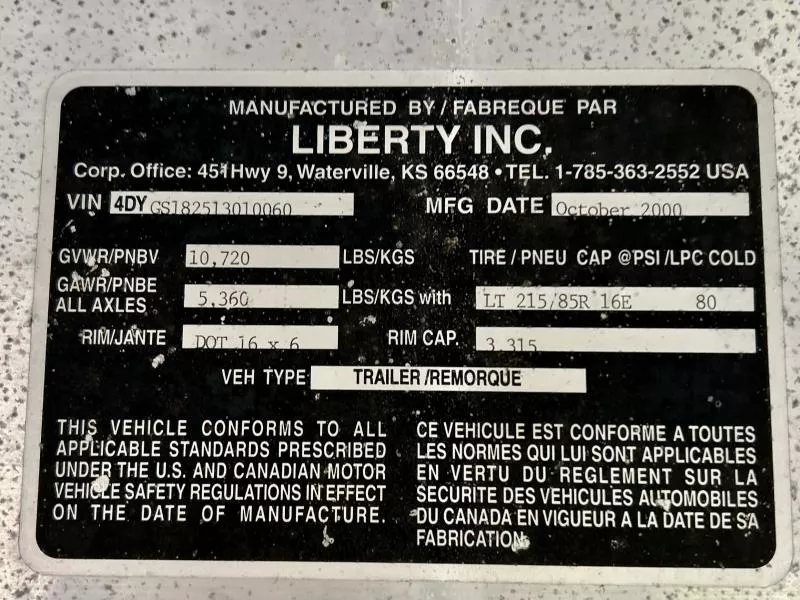 MANUFACTURED BY / FABREQUE PAR
LIBERTY INC.
Corp. Office: 451 Hwy 9, Waterville, KS 66548 • TEL. 1-785-363-2552 USA
VIN 4DY GS182513010060 MFG DATE October 2000
GVWR/PNBV 10,720 LBS/KGS TIRE / PNEU CAP @PSI /LPC COLD
GAWR/PNBE
ALL AXLES 5,360 LBS/KGS with LT 215/85R 16E 80
RIM/JANTE DOT 16 x 6 RIM CAP. 3,315
VEH TYPE TRAILER /REMORQUE
THIS VEHICLE CONFORMS TO ALL
APPLICABLE STANDARDS PRESCRIBED
UNDER THE U.S. AND CANADIAN MOTOR
VEHICLE SAFETY REGULATIONS IN EFFECT
ON THE DATE OF MANUFACTURE.
CE VEHICULE EST CONFORME A TOUTES
LES NORMES QUI LUI SONT APPLICABLES
EN VERTU DU REGLEMENT SUR LA
SECURITE DES VEHICULES AUTOMOBILES
DU CANADA EN VIGUEUR A LA DATE DE SA
FABRICATION.